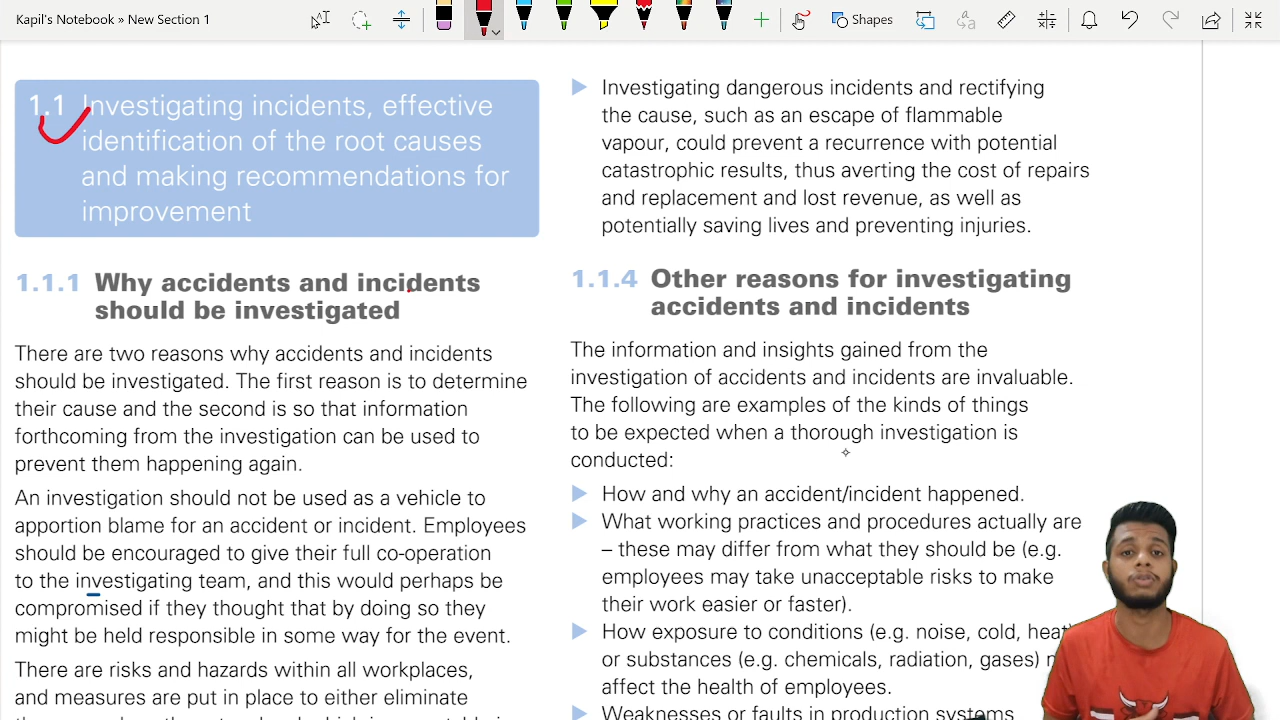 Kapil's Notebook » New Section 1
Shapes
1.1 Investigating incidents, effective
identification of the root causes
and making recommendations for
improvement
1.1.1 Why accidents and incidents
should be investigated
There are two reasons why accidents and incidents
should be investigated. The first reason is to determine
their cause and the second is so that information
forthcoming from the investigation can be used to
prevent them happening again.
An investigation should not be used as a vehicle to
apportion blame for an accident or incident. Employees
should be encouraged to give their full co-operation
to the investigating team, and this would perhaps be
compromised if they thought that by doing so they
might be held responsible in some way for the event.
There are risks and hazards within all workplaces,
and measures are put in place to either eliminate
Investigating dangerous incidents and rectifying
the cause, such as an escape of flammable
vapour, could prevent a recurrence with potential
catastrophic results, thus averting the cost of repairs
and replacement and lost revenue, as well as
potentially saving lives and preventing injuries.
1.1.4 Other reasons for investigating
accidents and incidents
The information and insights gained from the
investigation of accidents and incidents are invaluable.
The following are examples of the kinds of things
to be expected when a thorough investigation is
conducted:
How and why an accident/incident happened.
What working practices and procedures actually are
– these may differ from what they should be (e.g.
employees may take unacceptable risks to make
their work easier or faster).
How exposure to conditions (e.g. noise, cold, heat)
or substances (e.g. chemicals, radiation, gases)
affect the health of employees.
Weaknesses or faults in production systems